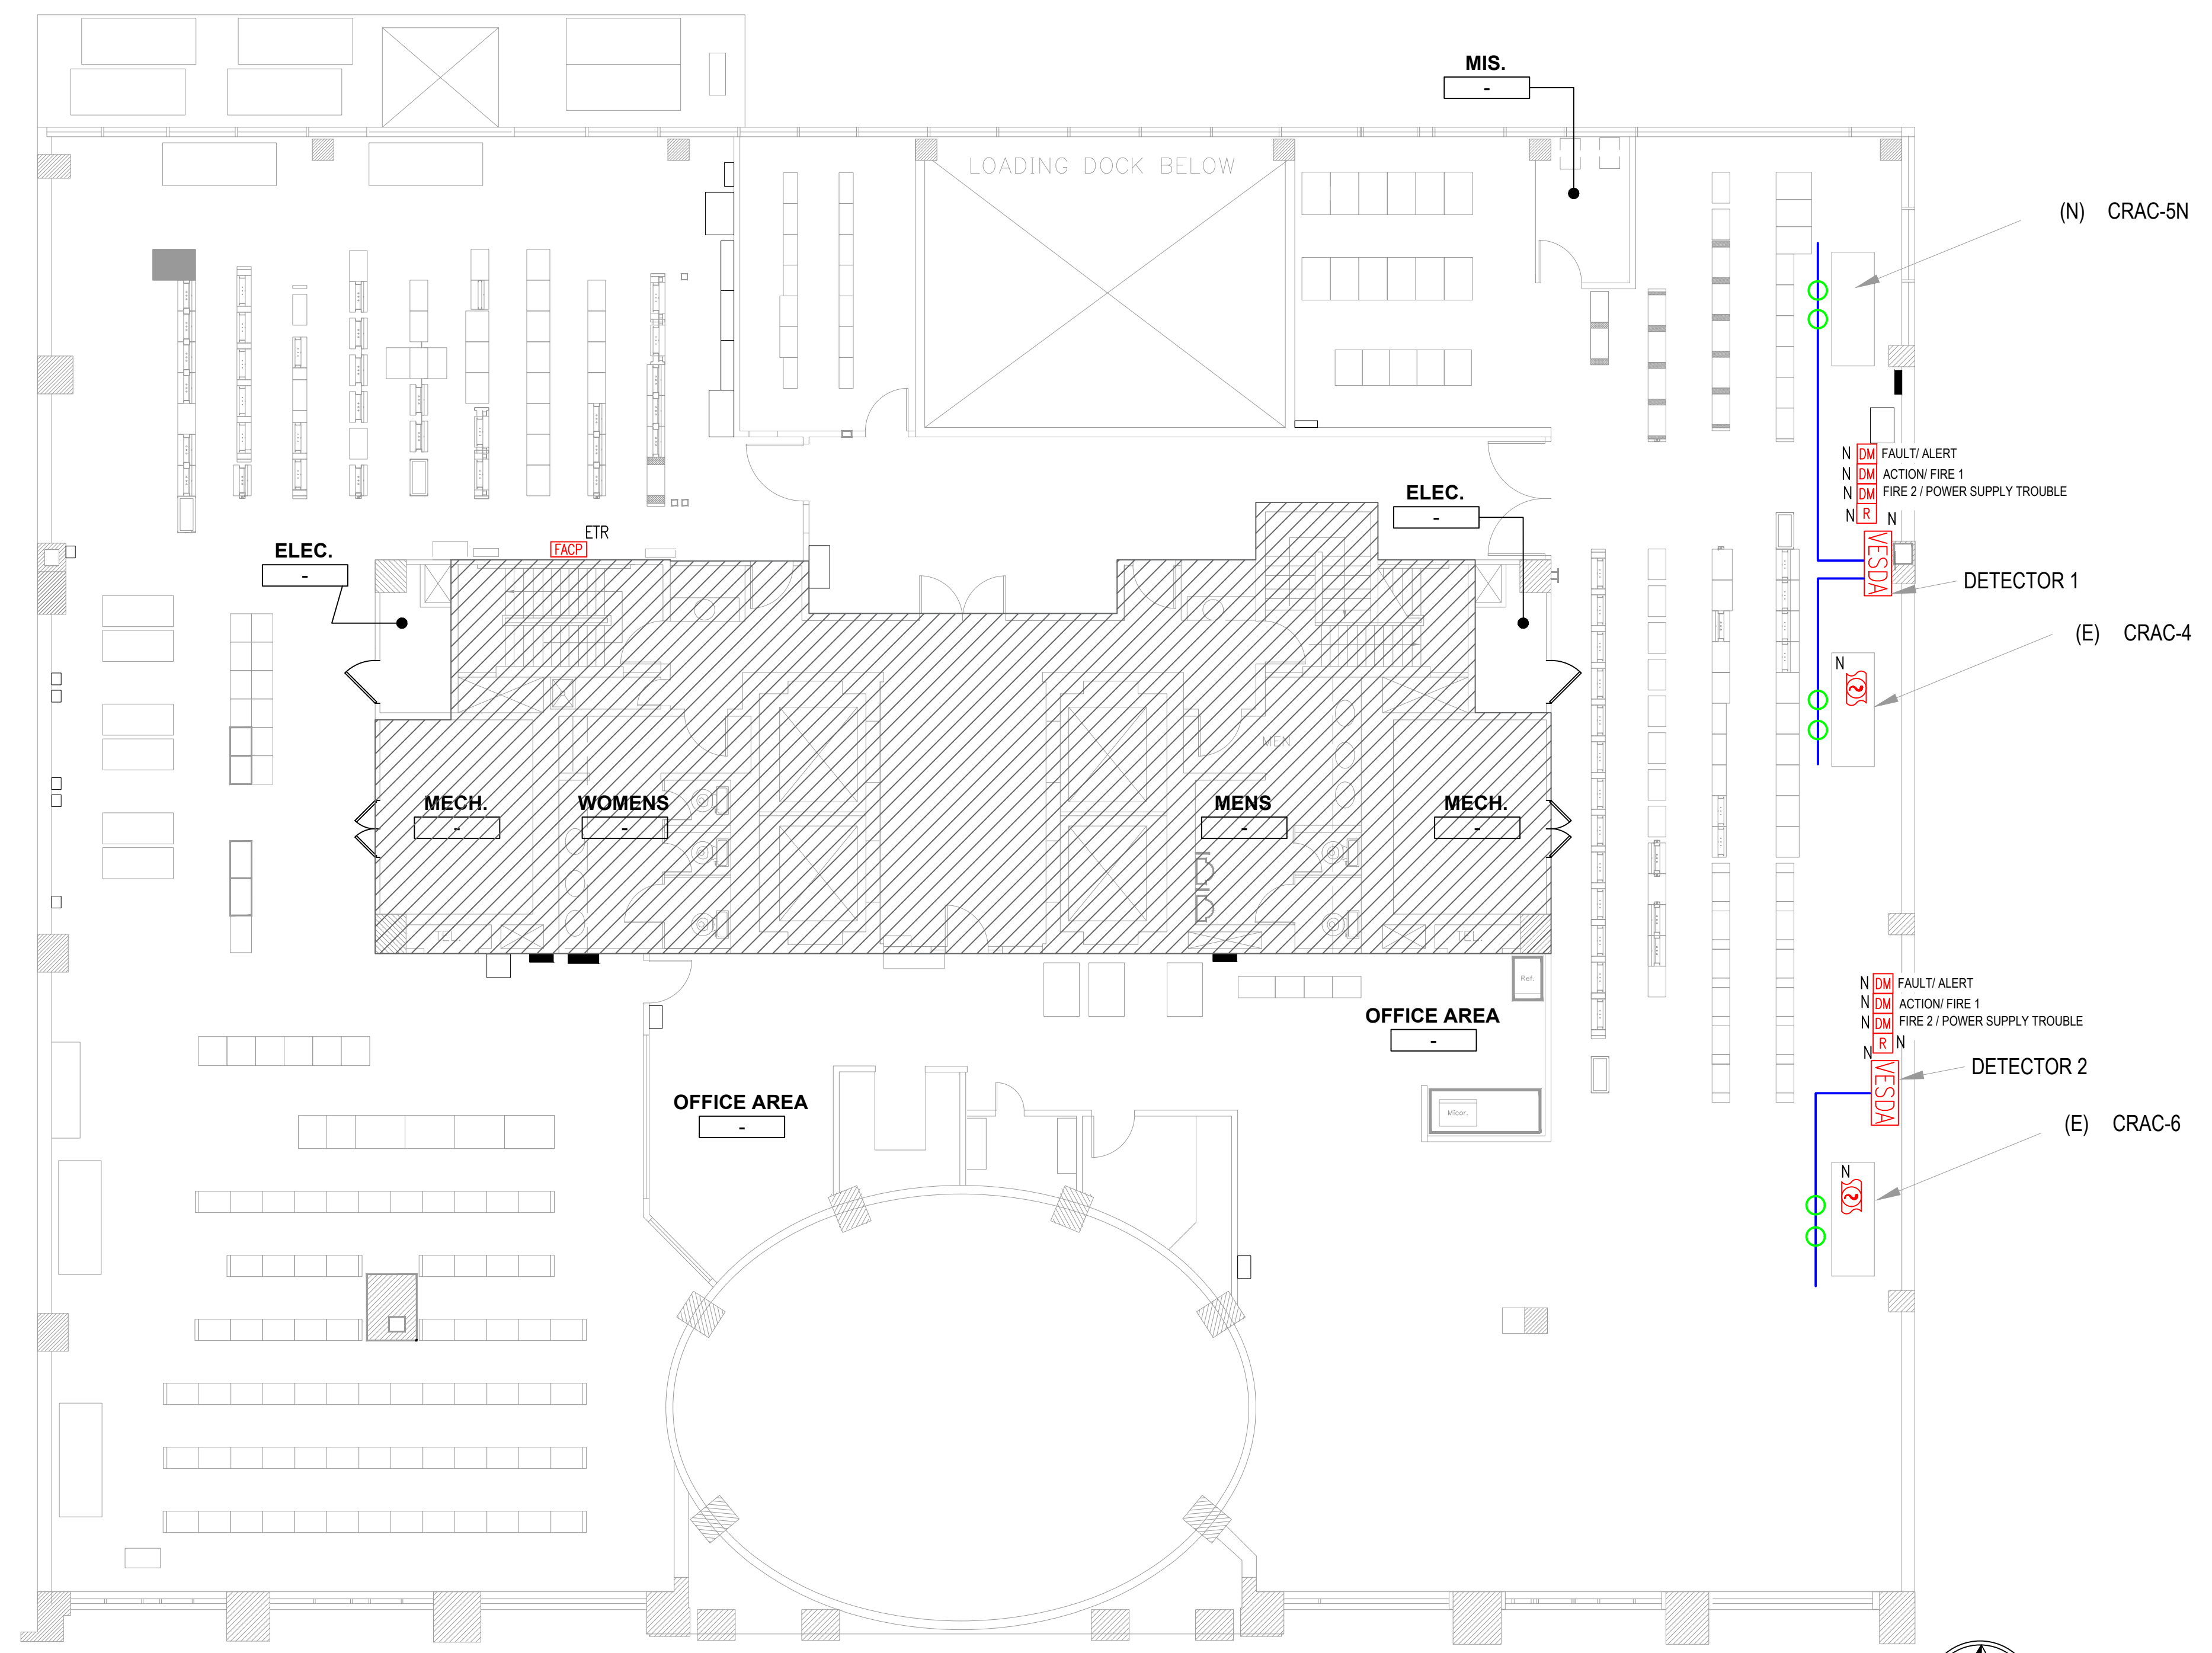 MIS.
-
LOADING DOCK BELOW
(N) CRAC-5N
N DM FAULT/ ALERT
N DM ACTION/ FIRE 1
N DM FIRE 2 / POWER SUPPLY TROUBLE
N R N
VESDA
DETECTOR 1
ELEC.
-
ETR
FACP
ELEC.
-
(E) CRAC-4
N
MEN
MECH.
-
WOMENS
-
MENS
-
MECH.
-
TEL.
TEL.
Ref.
OFFICE AREA
-
N DM FAULT/ ALERT
N DM ACTION/ FIRE 1
N DM FIRE 2 / POWER SUPPLY TROUBLE
R N
N
VESDA
DETECTOR 2
OFFICE AREA
-
Micor.
(E) CRAC-6
N